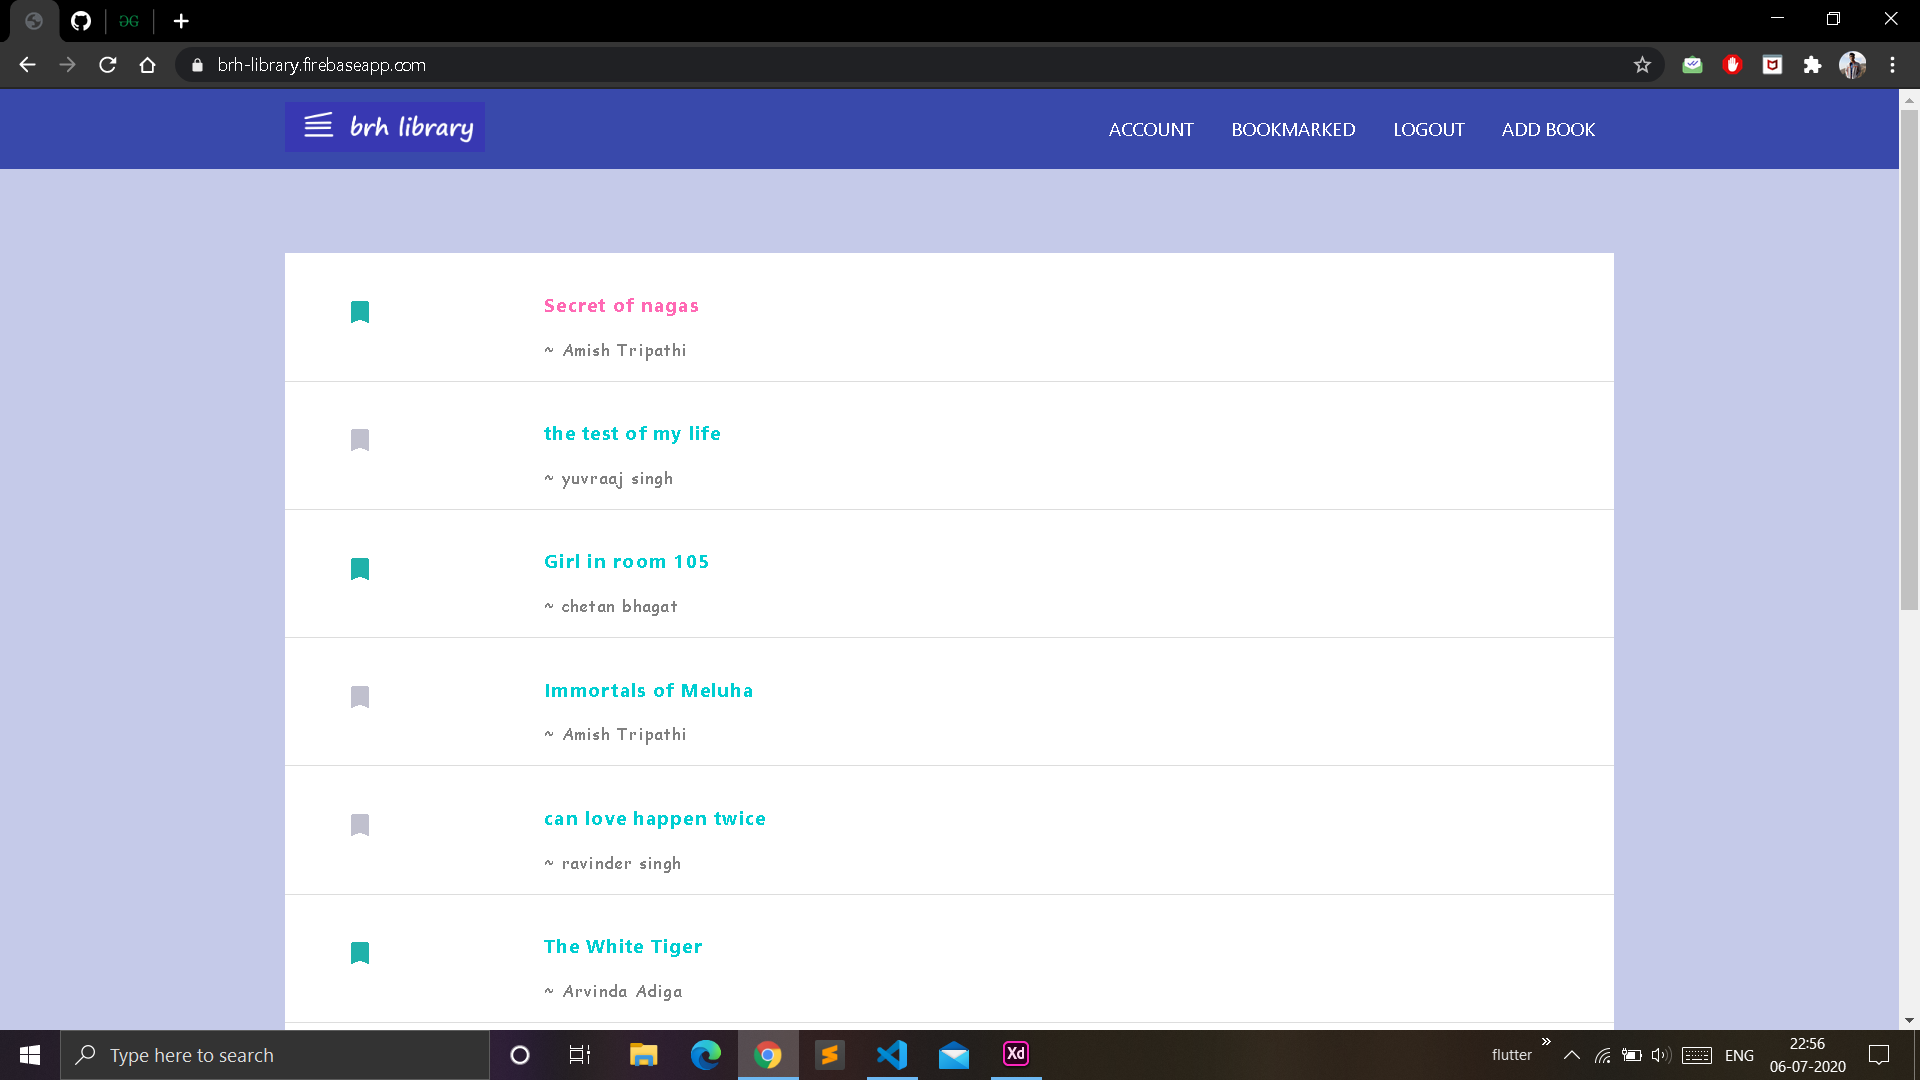 brh-library.firebaseapp.com
brh library
ACCOUNT BOOKMARKED LOGOUT ADD BOOK
Secret of nagas
~ Amish Tripathi
the test of my life
~ yuvraaj singh
Girl in room 105
~ chetan bhagat
Immortals of Meluha
~ Amish Tripathi
can love happen twice
~ ravinder singh
The White Tiger
~ Arvinda Adiga
Type here to search
Xd
flutter
ENG
22:56
06-07-2020